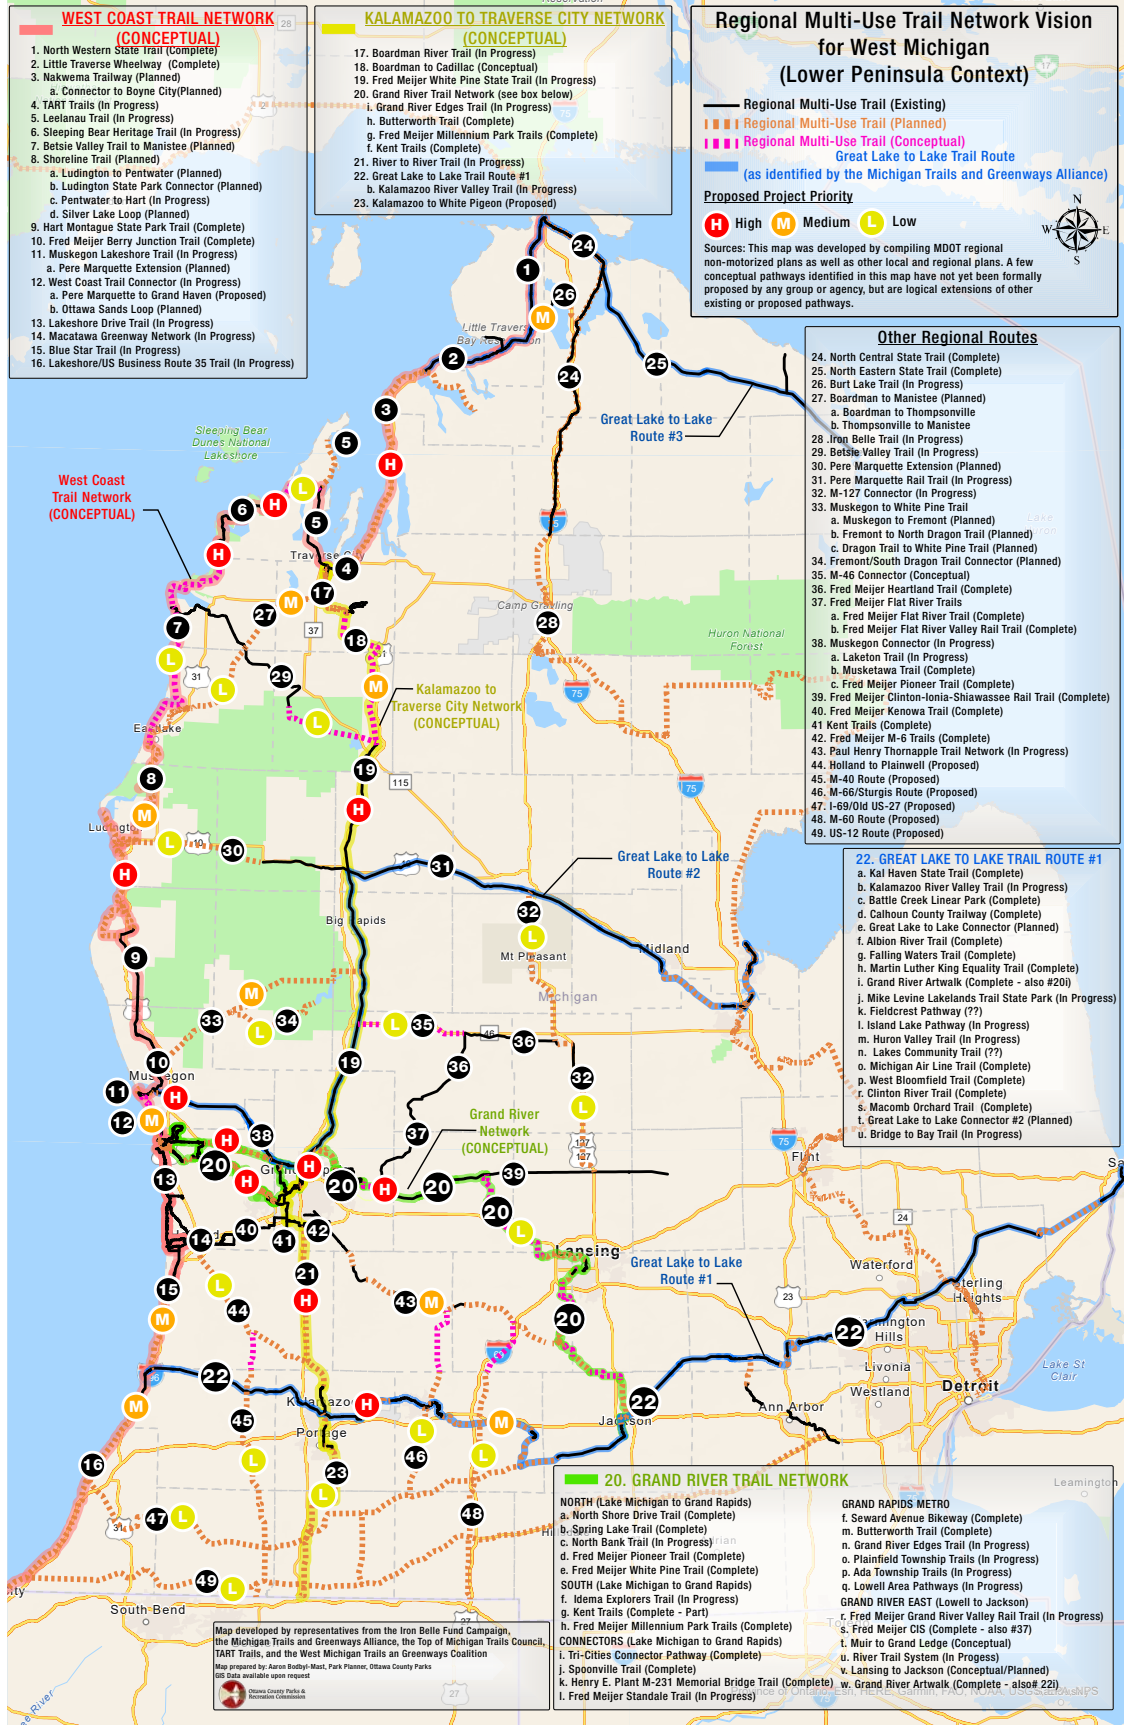 WEST COAST TRAIL NETWORK
(CONCEPTUAL)
1. North Western State Trail (Complete)
2. Little Traverse Wheelway  (Complete)
3. Nakwema Trailway (Planned)
a. Connector to Boyne City(Planned)
4. TART Trails (In Progress)
5. Leelanau Trail (In Progress)
6. Sleeping Bear Heritage Trail (In Progress)
7. Betsie Valley Trail to Manistee (Planned)
8. Shoreline Trail (Planned)
a. Ludington to Pentwater (Planned)
b. Ludington State Park Connector (Planned)
c. Pentwater to Hart (In Progress)
d. Silver Lake Loop (Planned)
9. Hart Montague State Park Trail (Complete)
10. Fred Meijer Berry Junction Trail (Complete)
11. Muskegon Lakeshore Trail (In Progress)
a. Pere Marquette Extension (Planned)
12. West Coast Trail Connector (In Progress)
a. Pere Marquette to Grand Haven (Proposed)
b. Ottawa Sands Loop (Planned)
13. Lakeshore Drive Trail (In Progress)
14. Macatawa Greenway Network (In Progress)
15. Blue Star Trail (In Progress)
16. Lakeshore/US Business Route 35 Trail (In Progress)
KALAMAZOO TO TRAVERSE CITY NETWORK
(CONCEPTUAL)
17. Boardman River Trail (In Progress)
18. Boardman to Cadillac (Conceptual)
19. Fred Meijer White Pine State Trail (In Progress)
20. Grand River Trail Network (see box below)
i. Grand River Edges Trail (In Progress)
h. Butterworth Trail (Complete)
g. Fred Meijer Millennium Park Trails (Complete)
f. Kent Trails (Complete)
21. River to River Trail (In Progress)
22. Great Lake to Lake Trail Route #1
b. Kalamazoo River Valley Trail (In Progress)
23. Kalamazoo to White Pigeon (Proposed)
Regional Multi-Use Trail Network Vision
for West Michigan
(Lower Peninsula Context)
Regional Multi-Use Trail (Existing)
Regional Multi-Use Trail (Planned)
Regional Multi-Use Trail (Conceptual)
Great Lake to Lake Trail Route
(as identified by the Michigan Trails and Greenways Alliance)
Proposed Project Priority
H High M Medium L Low
N
W E
S
Sources: This map was developed by compiling MDOT regional
non-motorized plans as well as other local and regional plans. A few
conceptual pathways identified in this map have not yet been formally
proposed by any group or agency, but are logical extensions of other
existing or proposed pathways.
Other Regional Routes
24. North Central State Trail (Complete)
25. North Eastern State Trail (Complete)
26. Burt Lake Trail (In Progress)
27. Boardman to Manistee (Planned)
a. Boardman to Thompsonville
b. Thompsonville to Manistee
28 .Iron Belle Trail (In Progress)
29. Betsie Valley Trail (In Progress)
30. Pere Marquette Extension (Planned)
31. Pere Marquette Rail Trail (In Progress)
32. M-127 Connector (In Progress)
33. Muskegon to White Pine Trail
a. Muskegon to Fremont (Planned)
b. Fremont to North Dragon Trail (Planned)
c. Dragon Trail to White Pine Trail (Planned)
34. Fremont/South Dragon Trail Connector (Planned)
35. M-46 Connector (Conceptual)
36. Fred Meijer Heartland Trail (Complete)
37. Fred Meijer Flat River Trails
a. Fred Meijer Flat River Trail (Complete)
b. Fred Meijer Flat River Valley Rail Trail (Complete)
38. Muskegon Connector (In Progress)
a. Laketon Trail (In Progress)
b. Musketawa Trail (Complete)
c. Fred Meijer Pioneer Trail (Complete)
39. Fred Meijer Clinton-Ionia-Shiawassee Rail Trail (Complete)
40. Fred Meijer Kenowa Trail (Complete)
41 Kent Trails (Complete)
42. Fred Meijer M-6 Trails (Complete)
43. Paul Henry Thornapple Trail Network (In Progress)
44. Holland to Plainwell (Proposed)
45. M-40 Route (Proposed)
46. M-66/Sturgis Route (Proposed)
47. I-69/Old US-27 (Proposed)
48. M-60 Route (Proposed)
49. US-12 Route (Proposed)
22. GREAT LAKE TO LAKE TRAIL ROUTE #1
a. Kal Haven State Trail (Complete)
b. Kalamazoo River Valley Trail (In Progress)
c. Battle Creek Linear Park (Complete)
d. Calhoun County Trailway (Complete)
e. Great Lake to Lake Connector (Planned)
f. Albion River Trail (Complete)
g. Falling Waters Trail (Complete)
h. Martin Luther King Equality Trail (Complete)
i. Grand River Artwalk (Complete - also #20i)
j. Mike Levine Lakelands Trail State Park (In Progress)
k. Fieldcrest Pathway (??)
l. Island Lake Pathway (In Progress)
m. Huron Valley Trail (In Progress)
n.  Lakes Community Trail (??)
o. Michigan Air Line Trail (Complete)
p. West Bloomfield Trail (Complete)
r. Clinton River Trail (Complete)
s. Macomb Orchard Trail  (Complete)
t. Great Lake to Lake Connector #2 (Planned)
u. Bridge to Bay Trail (In Progress)
Little Traverse
Bay Reservation
Sleeping Bear
Dunes National
Lakeshore
West Coast
Trail Network
(CONCEPTUAL)
Great Lake to Lake
Route #3
Traverse City
Camp Grayling
Huron National
Forest
Kalamazoo to
Traverse City Network
(CONCEPTUAL)
Eastlake
Ludington
Great Lake to Lake
Route #2
Big Rapids
Midland
Mt Pleasant
Michigan
Muskegon
Grand River
Network
(CONCEPTUAL)
Flint
Lansing
Great Lake to Lake
Route #1
Waterford
Sterling
Heights
Farmington
Hills
Livonia
Westland
Detroit
Lake St
Clair
Ann Arbor
Jackson
Kalamazoo
Portage
Leamington
South Bend
20. GRAND RIVER TRAIL NETWORK
NORTH (Lake Michigan to Grand Rapids)
a. North Shore Drive Trail (Complete)
b. Spring Lake Trail (Complete)
c. North Bank Trail (In Progress)
d. Fred Meijer Pioneer Trail (Complete)
e. Fred Meijer White Pine Trail (Complete)
SOUTH (Lake Michigan to Grand Rapids)
f.  Idema Explorers Trail (In Progress)
g. Kent Trails (Complete - Part)
h. Fred Meijer Millennium Park Trails (Complete)
CONNECTORS (Lake Michigan to Grand Rapids)
i. Tri-Cities Connector Pathway (Complete)
j. Spoonville Trail (Complete)
k. Henry E. Plant M-231 Memorial Bridge Trail (Complete)
l. Fred Meijer Standale Trail (In Progress)
GRAND RAPIDS METRO
f. Seward Avenue Bikeway (Complete)
m. Butterworth Trail (Complete)
n. Grand River Edges Trail (In Progress)
o. Plainfield Township Trails (In Progress)
p. Ada Township Trails (In Progress)
q. Lowell Area Pathways (In Progress)
GRAND RIVER EAST (Lowell to Jackson)
r. Fred Meijer Grand River Valley Rail Trail (In Progress)
s. Fred Meijer CIS (Complete - also #37)
t. Muir to Grand Ledge (Conceptual)
u. River Trail System (In Progess)
v. Lansing to Jackson (Conceptual/Planned)
w. Grand River Artwalk (Complete - also# 22i)
Map developed by representatives from the Iron Belle Fund Campaign,
the Michigan Trails and Greenways Alliance, the Top of Michigan Trails Council,
TART Trails, and the West Michigan Trails an Greenways Coalition
Map prepared by: Aaron Bodbyl-Mast, Park Planner, Ottawa County Parks
GIS Data available upon request
Ottawa County Parks &
Recreation Commission
Province of Ontario, Esri, HERE, Garmin, FAO, NOAA, USGS, EPA, NPS